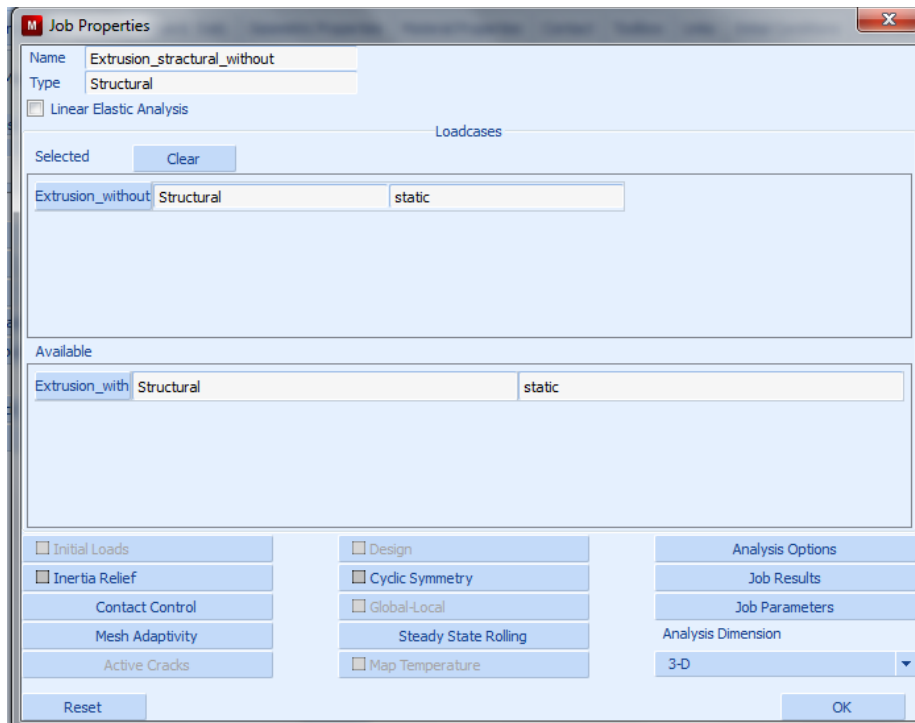 M Job Properties
Name Extrusion_stractural_without
Type Structural
Linear Elastic Analysis
Loadcases
Selected Clear
Extrusion_without Structural static
Available
Extrusion_with Structural static
Initial Loads Design Analysis Options
Inertia Relief Cyclic Symmetry Job Results
Contact Control Global-Local Job Parameters
Mesh Adaptivity Steady State Rolling Analysis Dimension
Active Cracks Map Temperature 3-D
Reset OK